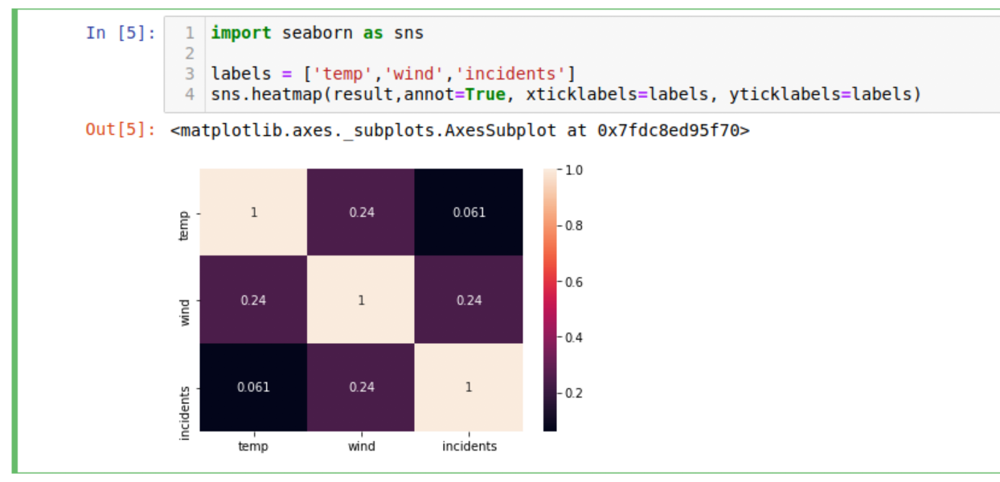 In [5]:
1 import seaborn as sns
2
3 labels = ['temp','wind','incidents']
4 sns.heatmap(result,annot=True, xticklabels=labels, yticklabels=labels)
Out[5]: <matplotlib.axes._subplots.AxesSubplot at 0x7fdc8ed95f70>
temp 1 0.24 0.061
wind 0.24 1 0.24
incidents 0.061 0.24 1
temp wind incidents
1.0
0.8
0.6
0.4
0.2